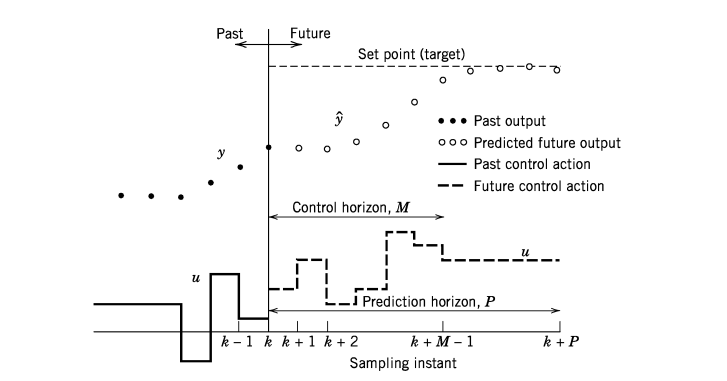 Past Future
Set point (target)
ŷ
y
Past output
Predicted future output
Past control action
Future control action
Control horizon, M
u
u
Prediction horizon, P
k − 1 k k + 1 k + 2 k + M − 1 k + P
Sampling instant